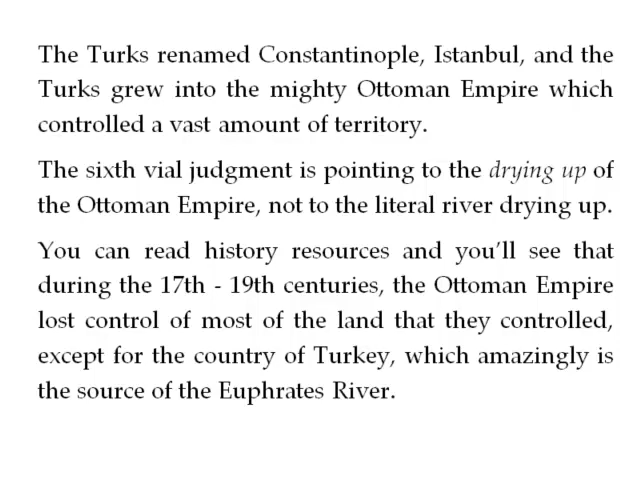 The Turks renamed Constantinople, Istanbul, and the
Turks grew into the mighty Ottoman Empire which
controlled a vast amount of territory.
The sixth vial judgment is pointing to the drying up of
the Ottoman Empire, not to the literal river drying up.
You can read history resources and you’ll see that
during the 17th - 19th centuries, the Ottoman Empire
lost control of most of the land that they controlled,
except for the country of Turkey, which amazingly is
the source of the Euphrates River.